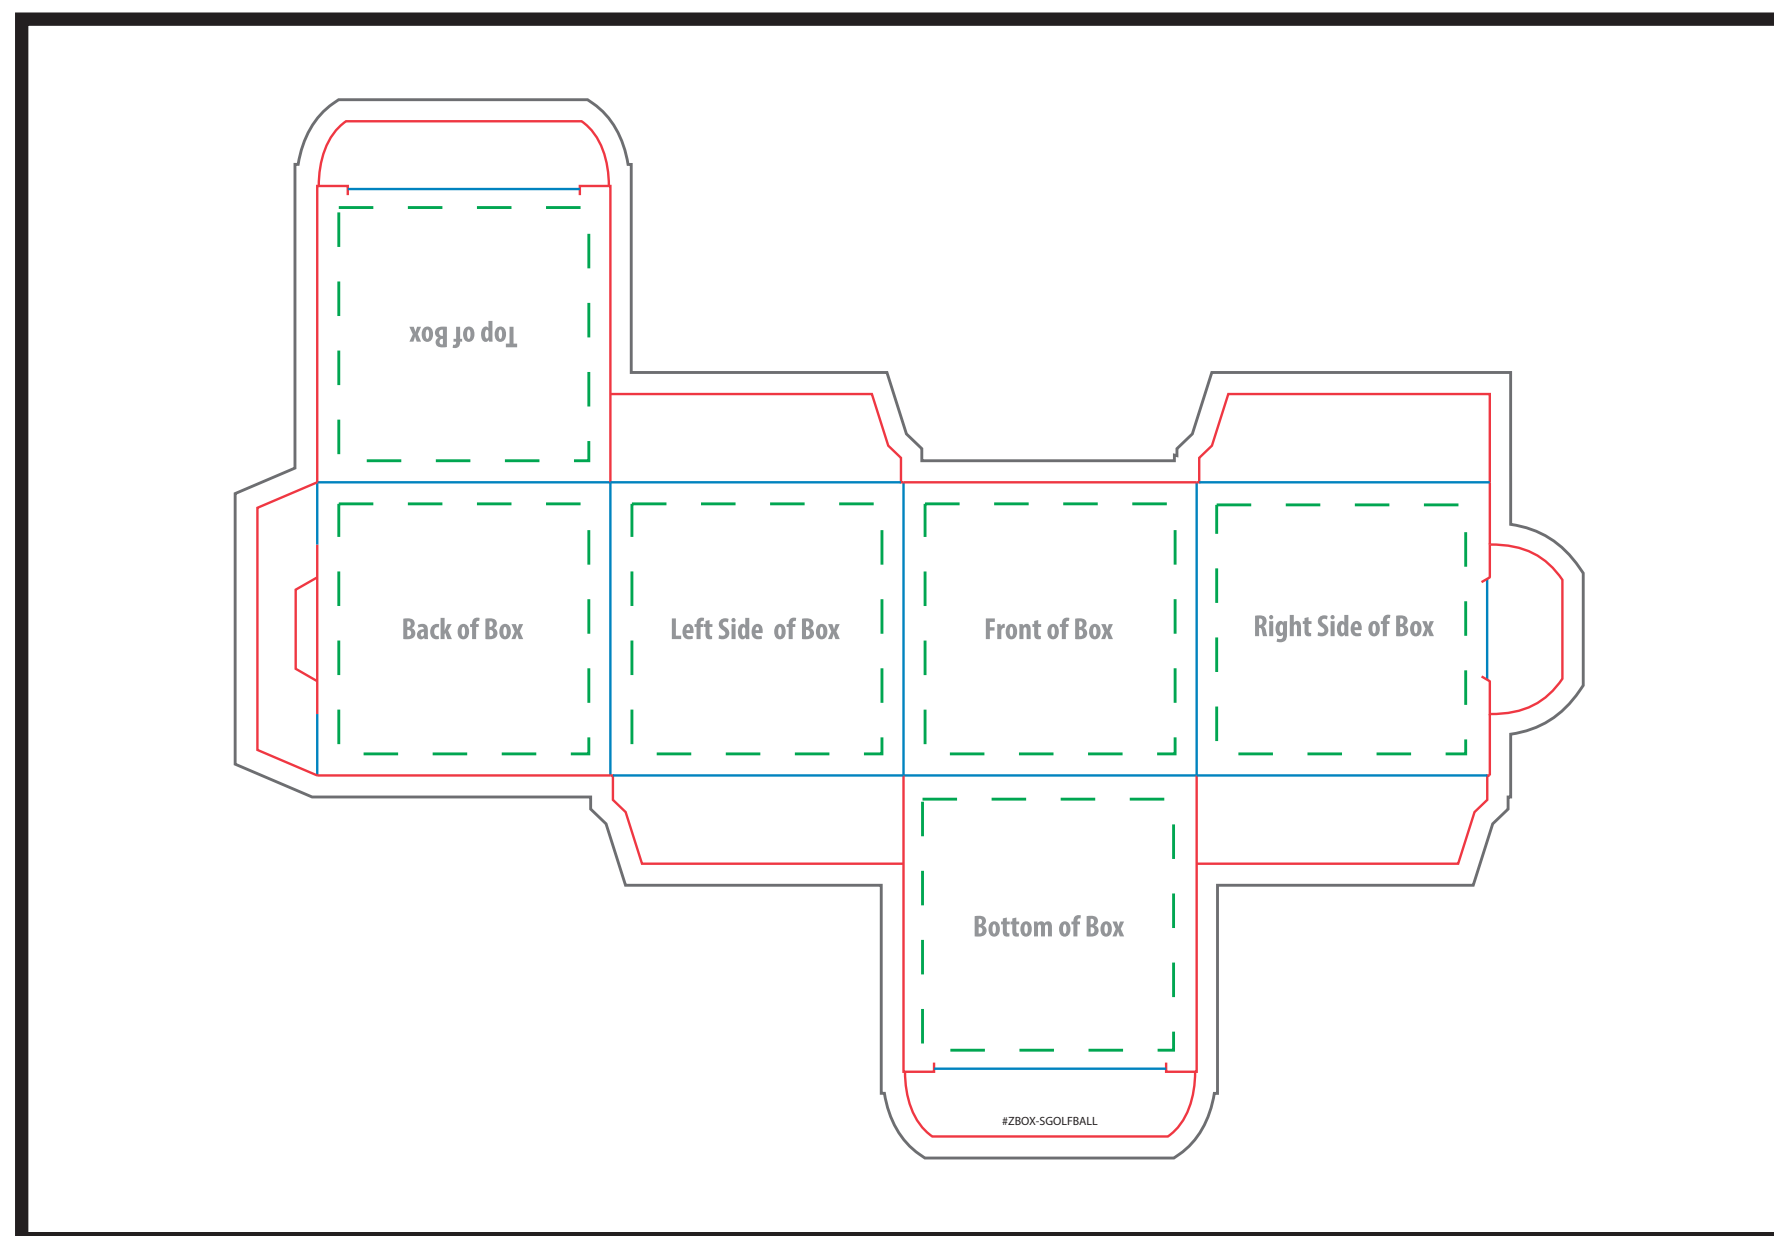 Top of Box
Back of Box
Left Side  of Box
Front of Box
Right Side of Box
Bottom of Box
#ZBOX-SGOLFBALL